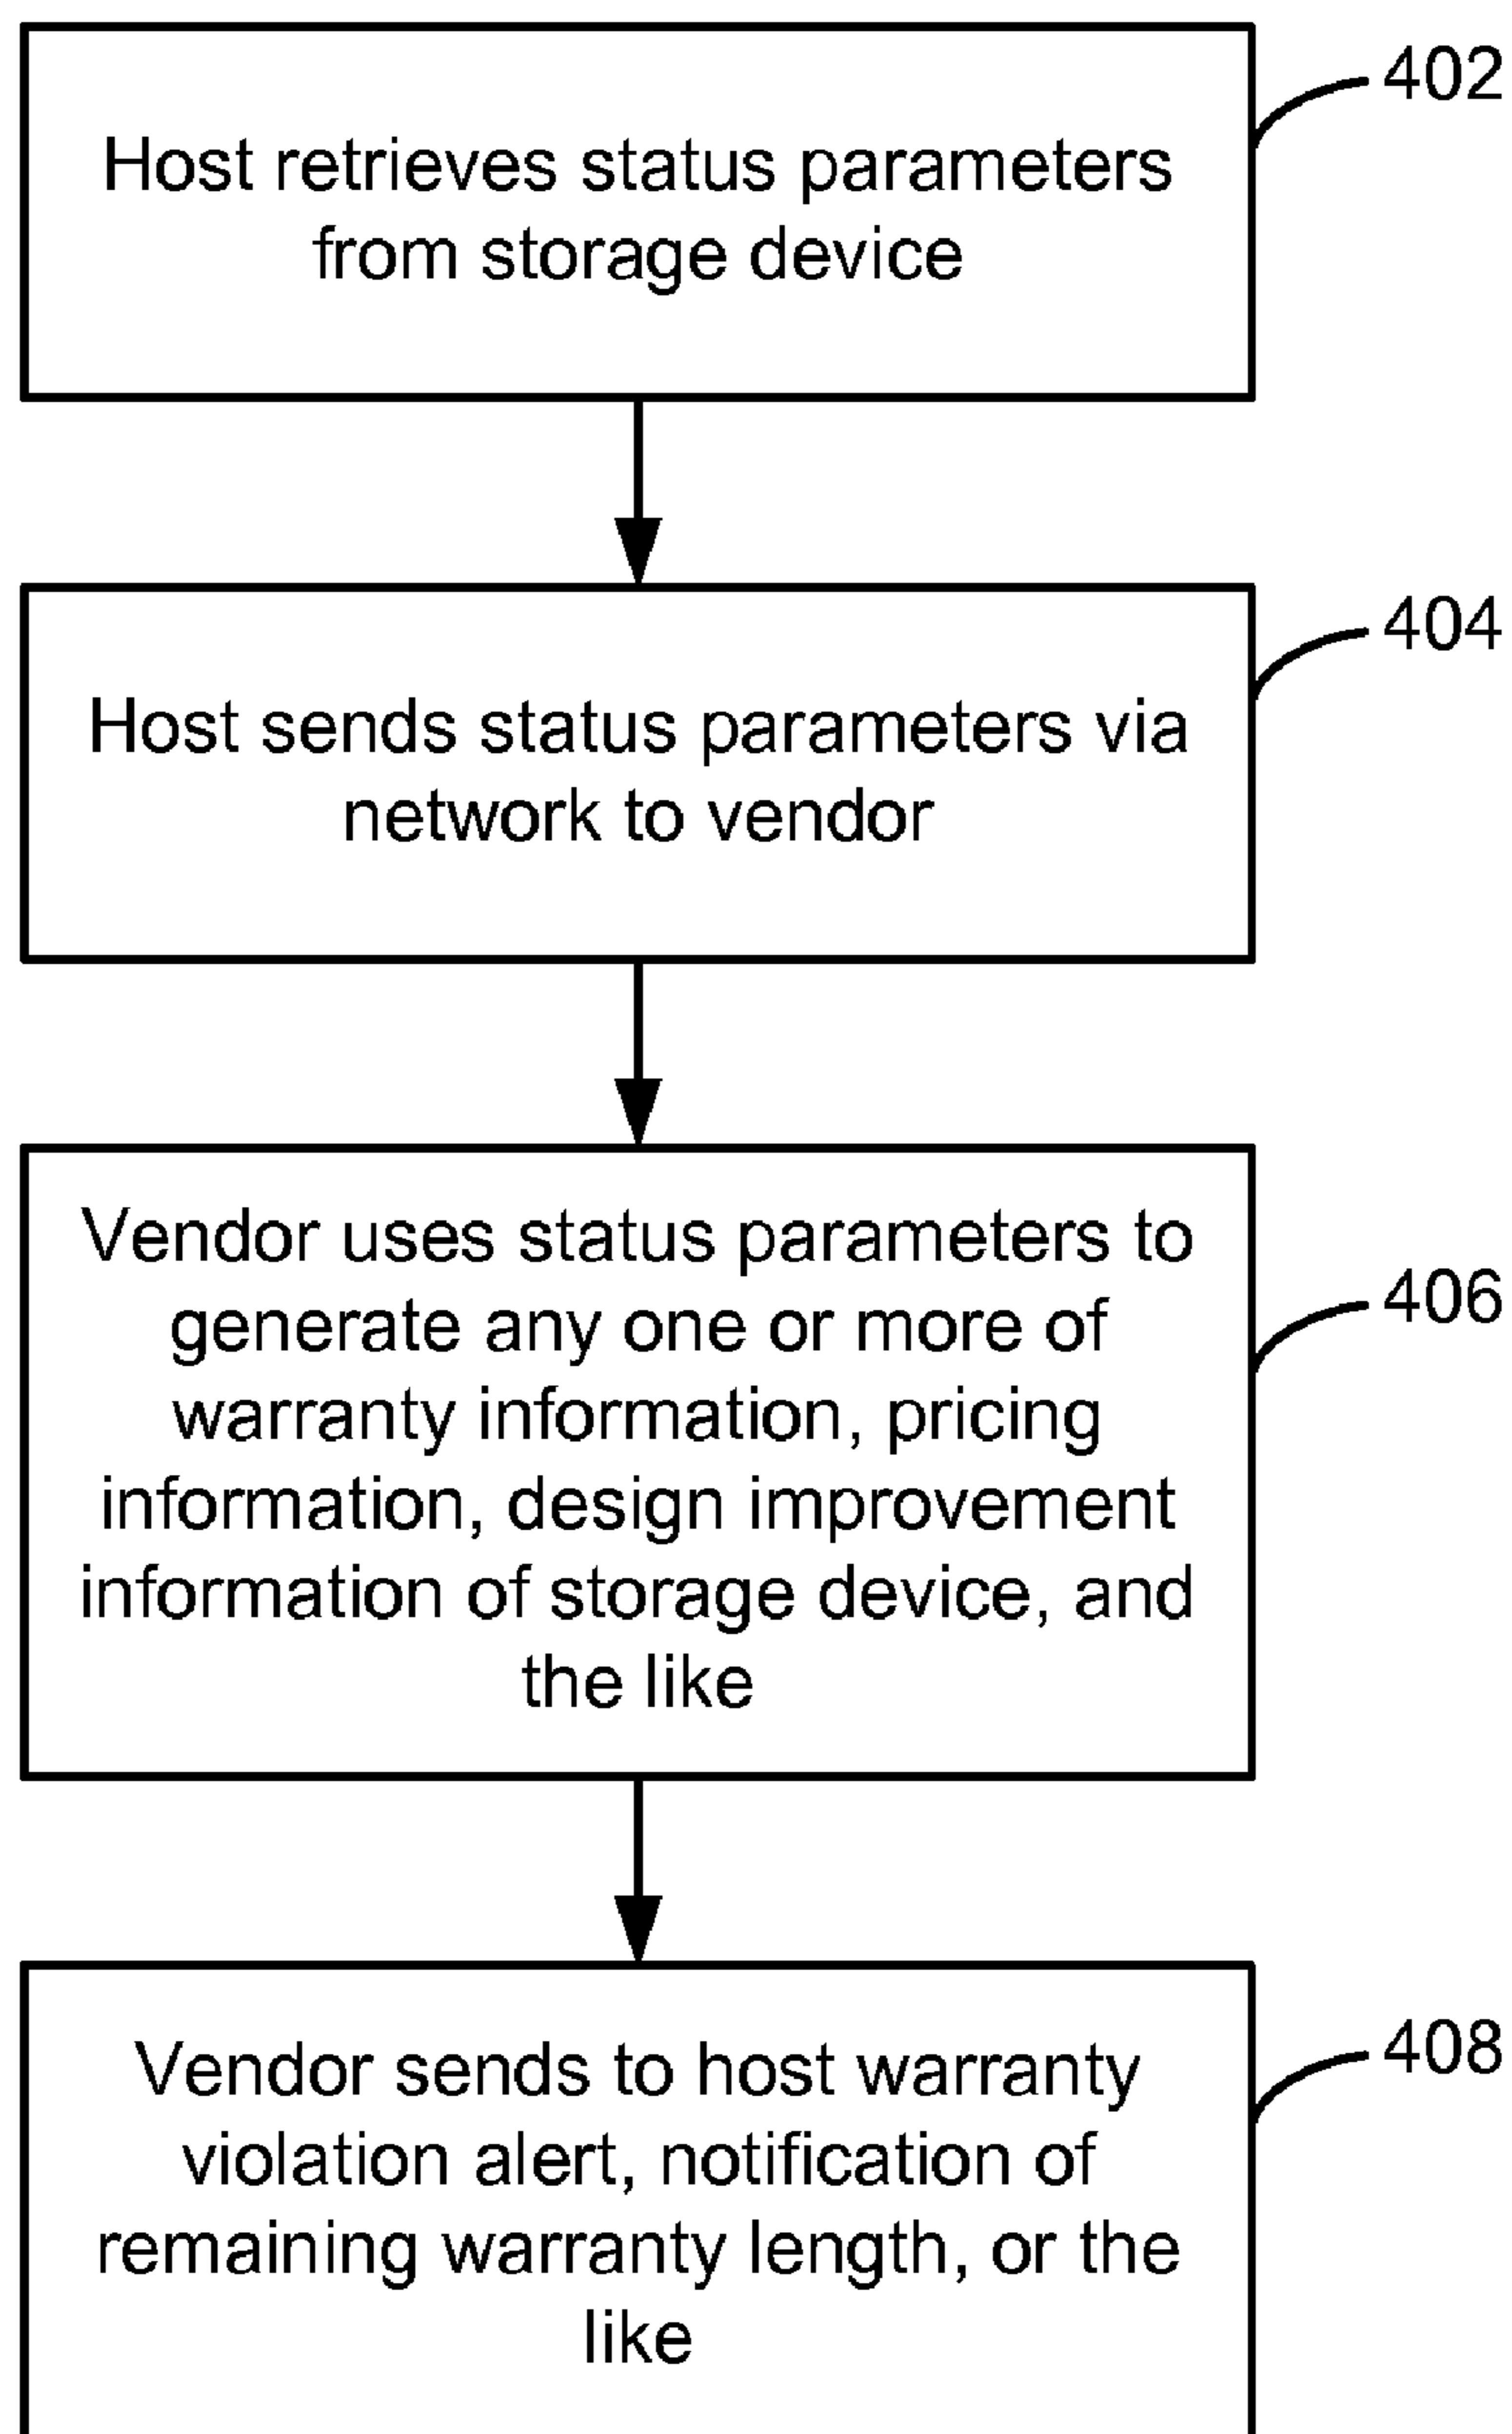 402
Host retrieves status parameters
from storage device
404
Host sends status parameters via
network to vendor
Vendor uses status parameters to
generate any one or more of
406
warranty information, pricing
information, design improvement
information of storage device, and
the like
408
Vendor sends to host warranty
violation alert, notification of
remaining warranty length, or the
like